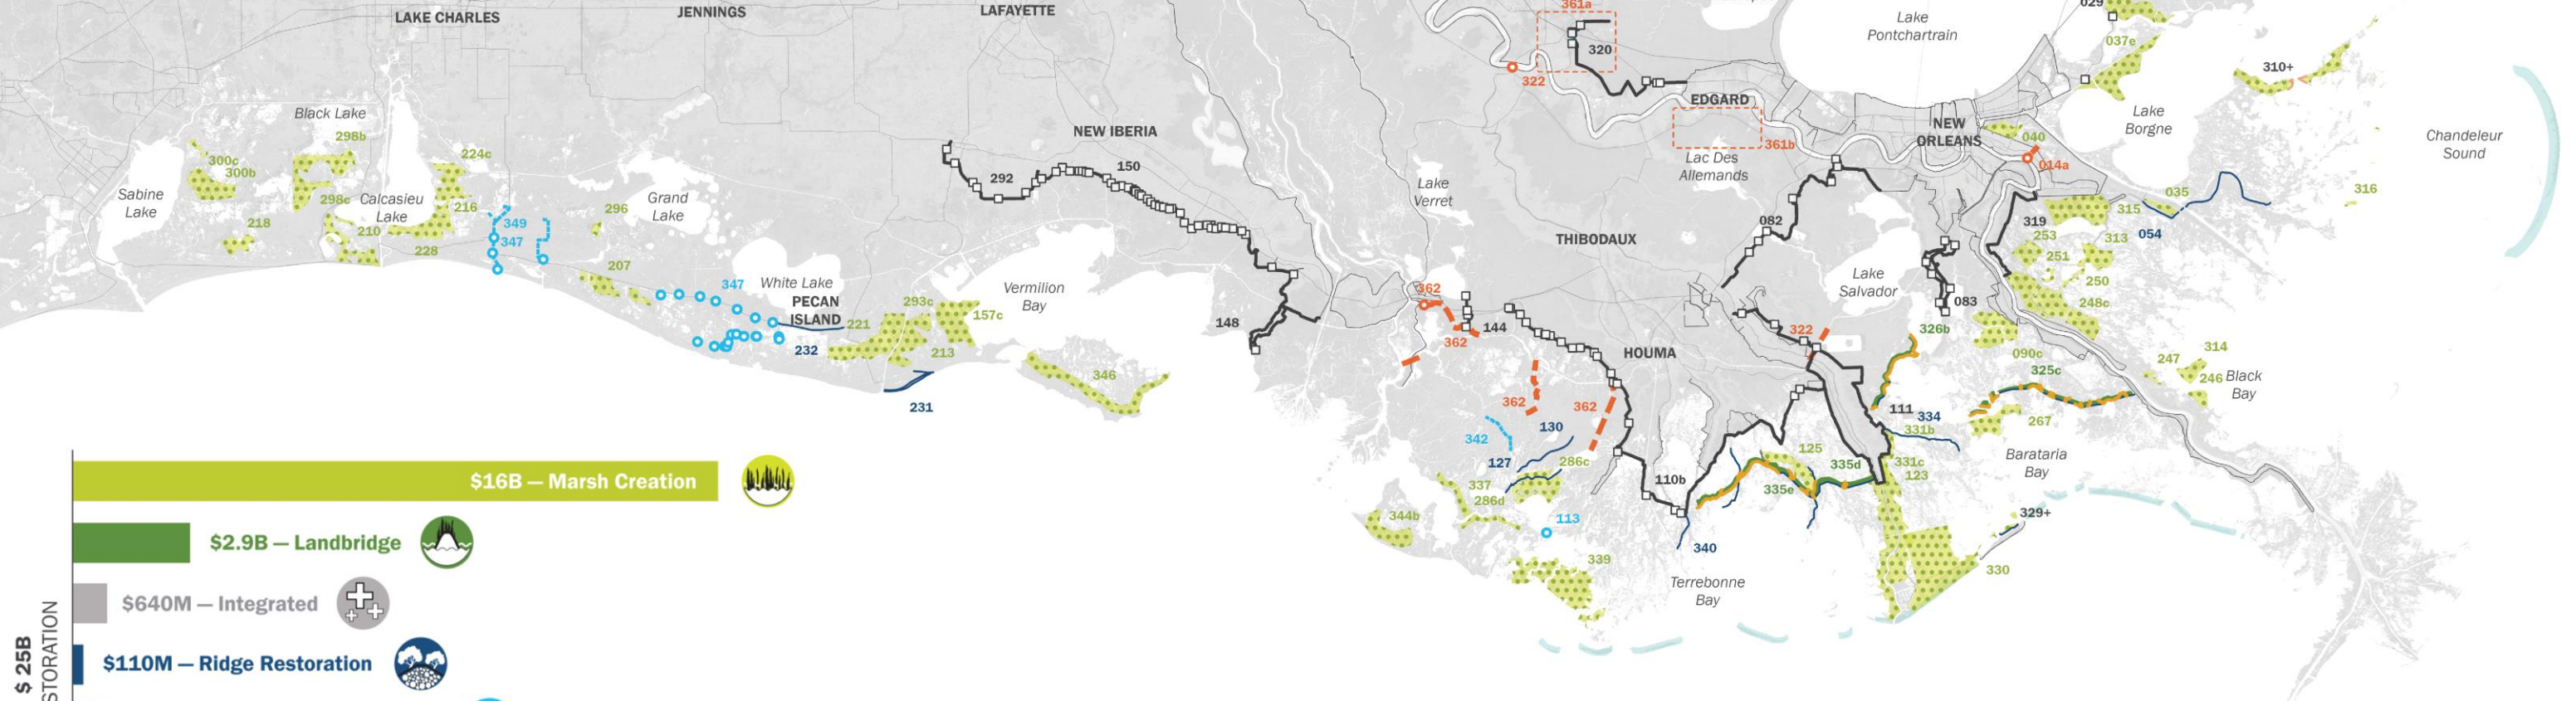 LAKE CHARLES
JENNINGS
LAFAYETTE
361a
320
322
Lake
Pontchartrain
029
037e
310+
EDGARD
361b
Lac Des
Allemands
NEW
ORLEANS
040
014a
Lake
Borgne
Chandeleur
Sound
316
Black Lake
298b
300c
300b
224c
Sabine
Lake
298c
Calcasieu
Lake
216
218
210
228
349
347
296
207
Grand
Lake
NEW IBERIA
292
150
148
Lake
Verret
THIBODAUX
082
Lake
Salvador
083
319
035
315
054
253
313
251
250
248c
347
White Lake
PECAN
ISLAND
221
232
293c
157c
213
231
Vermilion
Bay
346
362
362
144
362
362
HOUMA
322
326b
090c
325c
314
247
246
Black
Bay
267
111
334
331b
331c
123
Barataria
Bay
342
130
127
286c
337
286d
344b
113
339
110b
125
335d
335e
340
329+
330
Terrebonne
Bay
$16B — Marsh Creation
$2.9B — Landbridge
$640M — Integrated
$110M — Ridge Restoration
$ 25B
STORATION